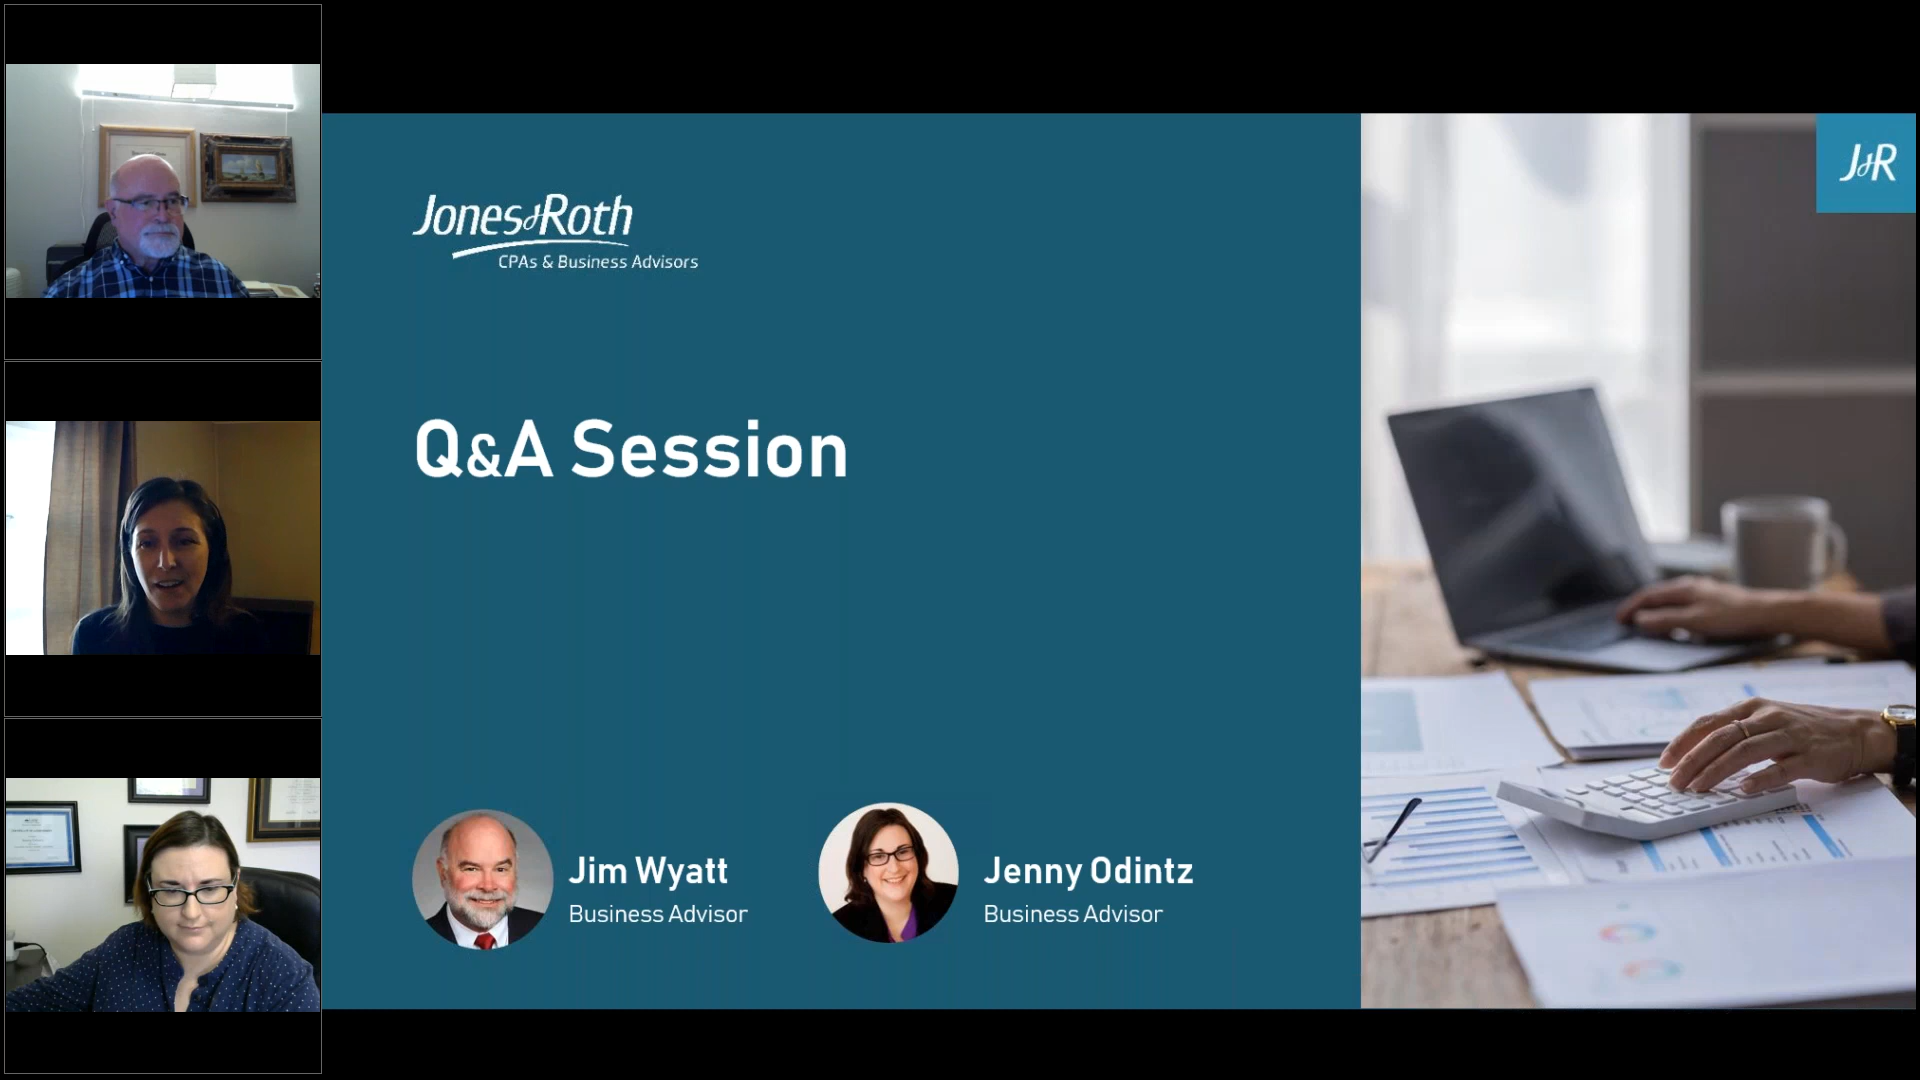 Jones & Roth
CPAs & Business Advisors
J&R
Q&A Session
Jim Wyatt
Business Advisor
Jenny Odintz
Business Advisor